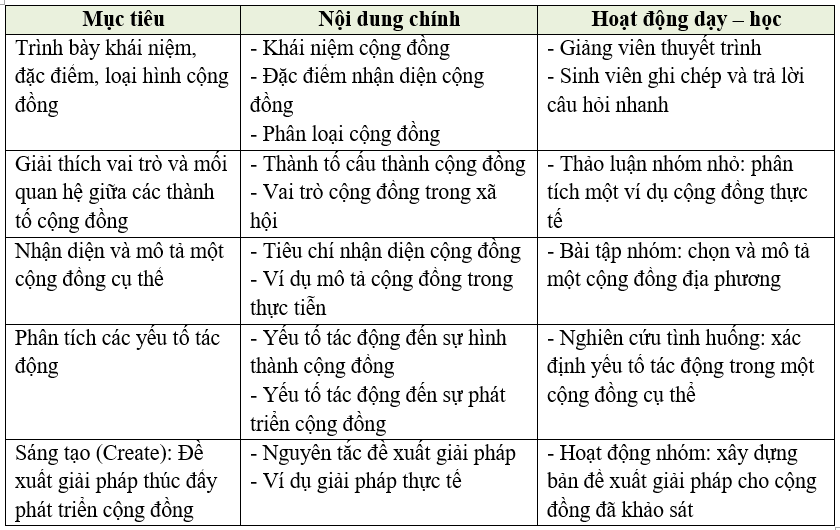 Mục tiêu
Nội dung chính
Hoạt động dạy – học
Trình bày khái niệm,
đặc điểm, loại hình cộng
đồng
- Khái niệm cộng đồng
- Đặc điểm nhận diện cộng
đồng
- Phân loại cộng đồng
- Giảng viên thuyết trình
- Sinh viên ghi chép và trả lời
câu hỏi nhanh
Giải thích vai trò và mối
quan hệ giữa các thành
tố cộng đồng
- Thành tố cấu thành cộng đồng
- Vai trò cộng đồng trong xã
hội
- Thảo luận nhóm nhỏ: phân
tích một ví dụ cộng đồng thực
tế
Nhận diện và mô tả một
cộng đồng cụ thể
- Tiêu chí nhận diện cộng đồng
- Ví dụ mô tả cộng đồng trong
thực tiễn
- Bài tập nhóm: chọn và mô tả
một cộng đồng địa phương
Phân tích các yếu tố tác
động
- Yếu tố tác động đến sự hình
thành cộng đồng
- Yếu tố tác động đến sự phát
triển cộng đồng
- Nghiên cứu tình huống: xác
định yếu tố tác động trong một
cộng đồng cụ thể
Sáng tạo (Create): Đề
xuất giải pháp thúc đẩy
phát triển cộng đồng
- Nguyên tắc đề xuất giải pháp
- Ví dụ giải pháp thực tế
- Hoạt động nhóm: xây dựng
bản đề xuất giải pháp cho cộng
đồng đã khảo sát